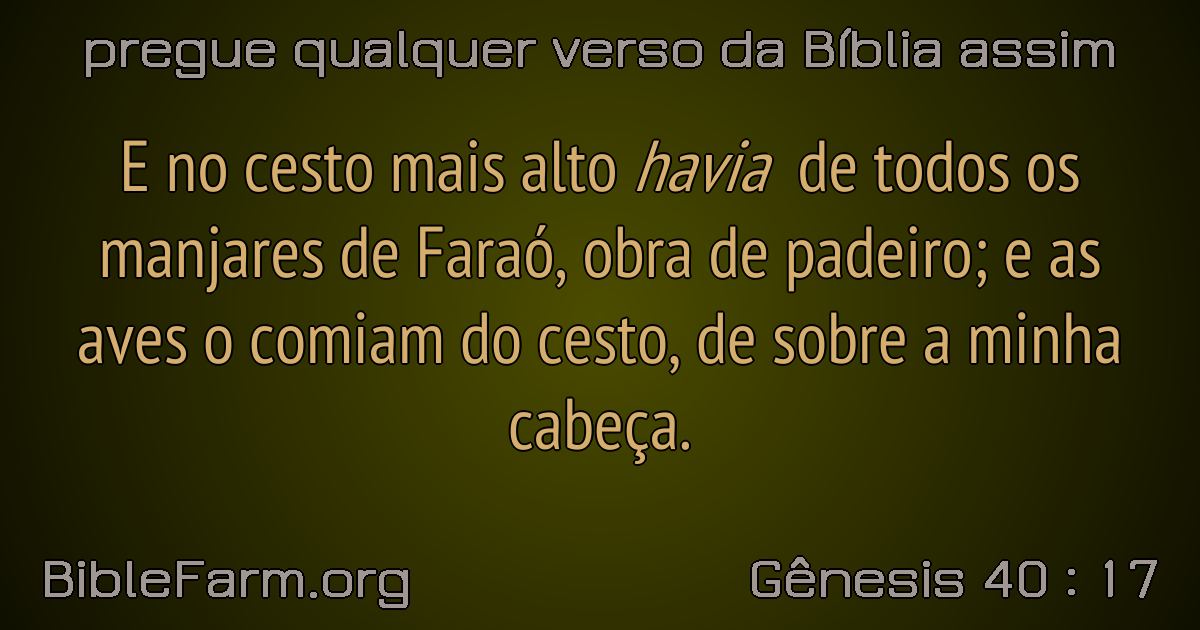 pregue qualquer verso da Bíblia assim
E no cesto mais alto havia de todos os
manjares de Faraó, obra de padeiro; e as
aves o comiam do cesto, de sobre a minha
cabeça.
BibleFarm.org
Gênesis 40 : 17